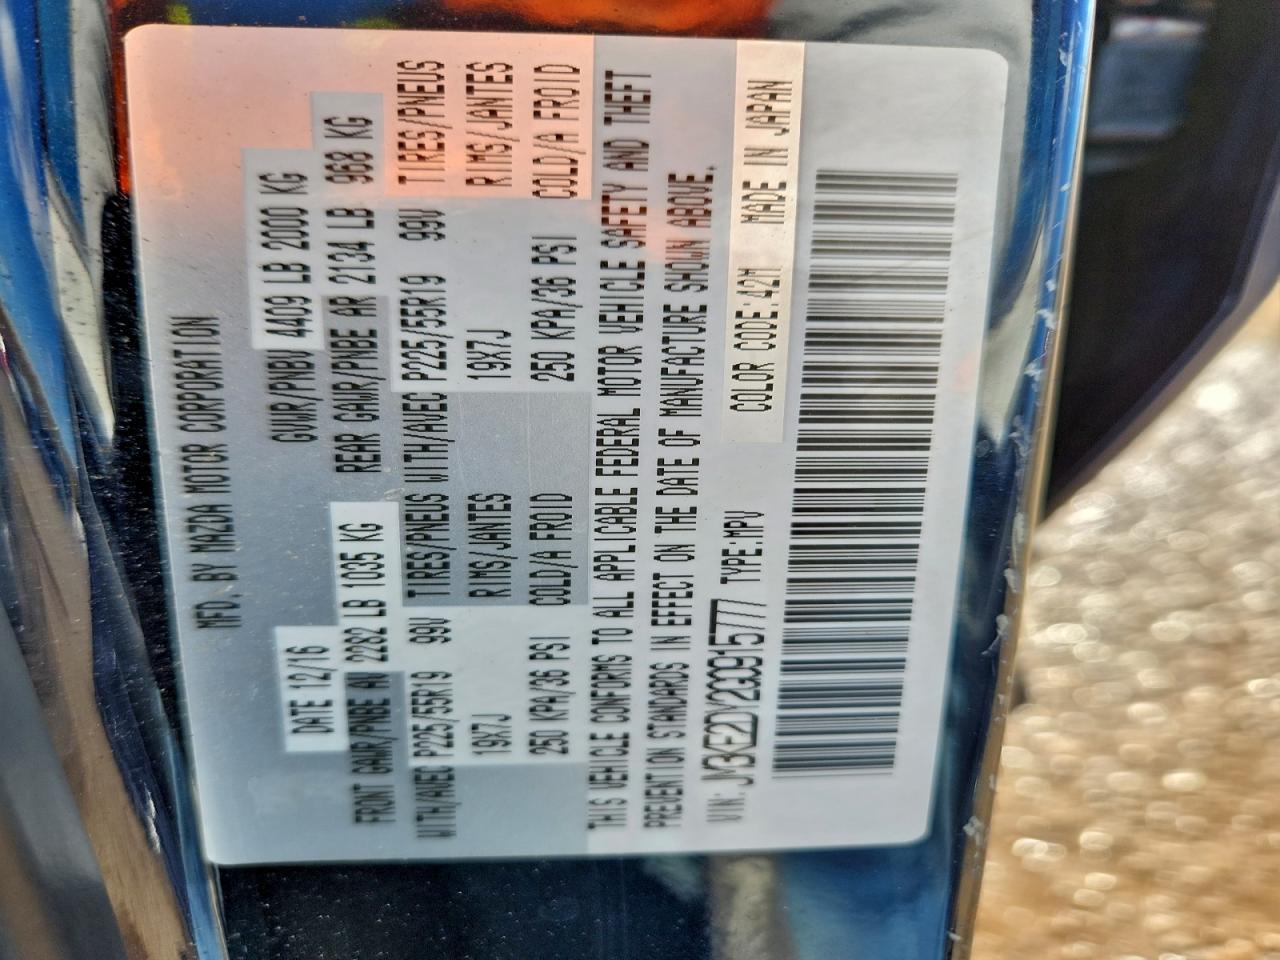 MFD. BY MAZDA MOTOR CORPORATION
DATE 12/16 GVWR/PNBV 4409 LB 2000 KG
FRONT GAWR/PNBE AV 2282 LB 1035 KG REAR GAWR/PNBE AR 2134 LB 968 KG
WITH/AVEC P225/55R19 99V TIRES/PNEUS WITH/AVEC P225/55R19 99V TIRES/PNEUS
19X7J RIMS/JANTES 19X7J RIMS/JANTES
250 KPA/36 PSI COLD/A FROID 250 KPA/36 PSI COLD/A FROID
THIS VEHICLE CONFORMS TO ALL APPLICABLE FEDERAL MOTOR VEHICLE SAFETY AND THEFT
PREVENTION STANDARDS IN EFFECT ON THE DATE OF MANUFACTURE SHOWN ABOVE.
VIN: TYPE:MPV COLOR CODE:42M MADE IN JAPAN